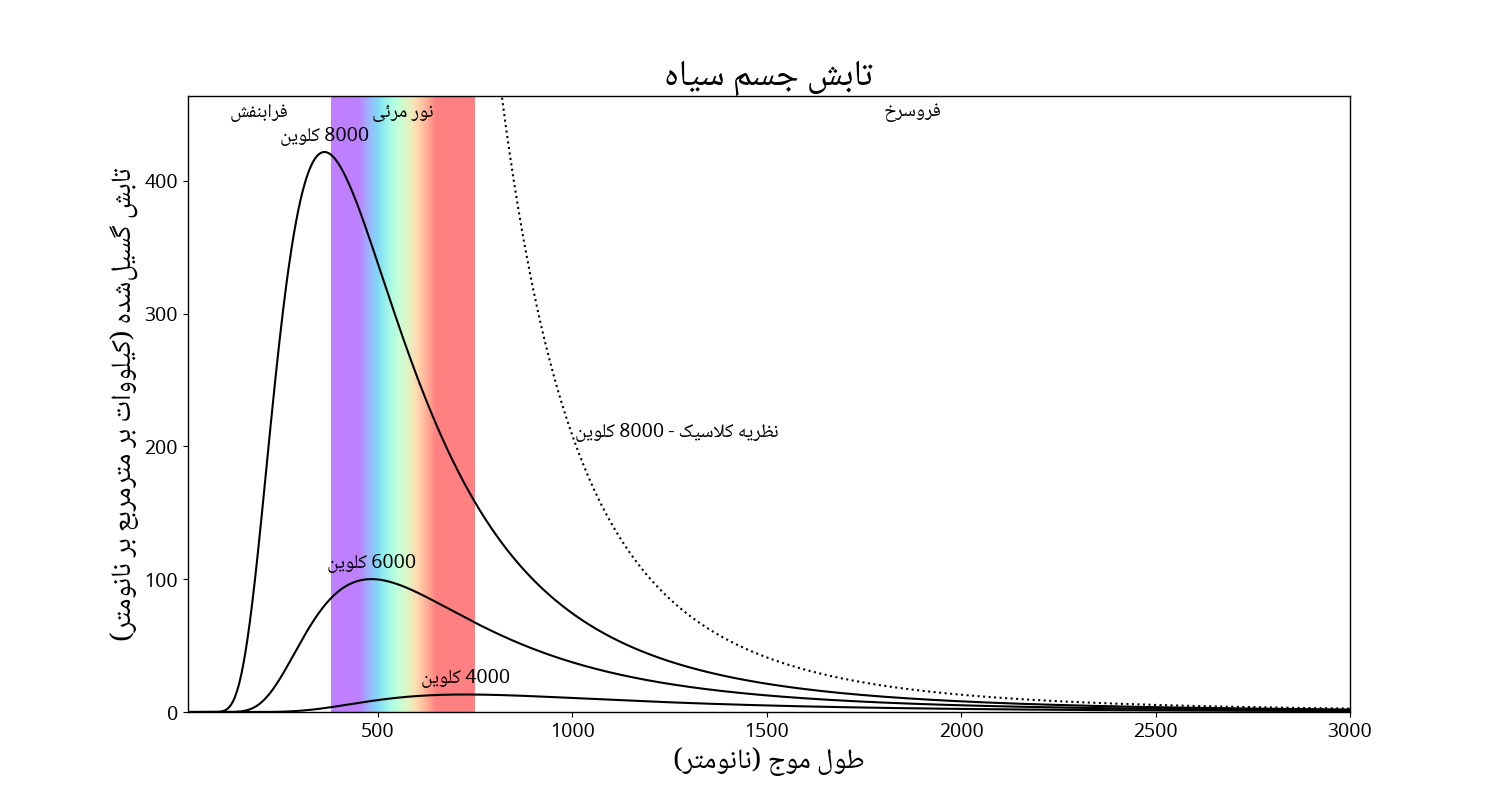 تابش جسم سیاه
فرابنفش
نور مرئی
فروسرخ
8000 کلوین
نظریه کلاسیک - 8000 کلوین
6000 کلوین
4000 کلوین
تابش گسیل‌شده (کیلووات بر مترمربع بر نانومتر)
400
300
200
100
0
500
1000
1500
2000
2500
3000
طول موج (نانومتر)